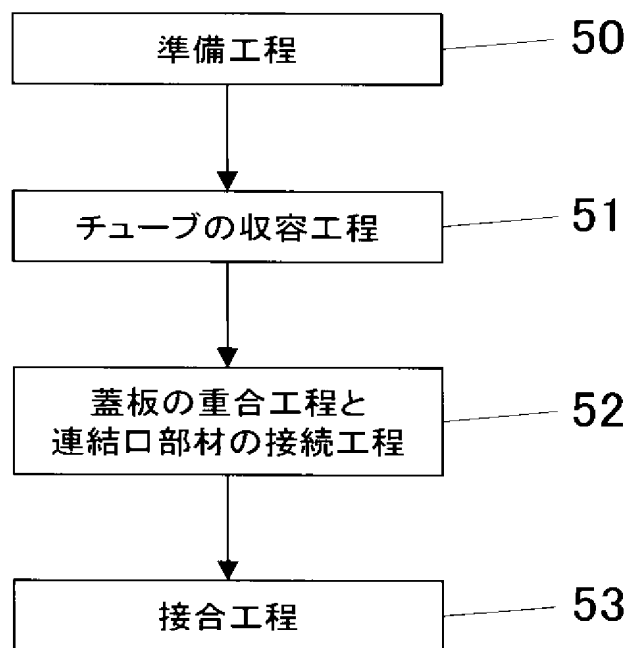 準備工程
50
チューブの収容工程
51
蓋板の重合工程と
連結口部材の接続工程
52
接合工程
53